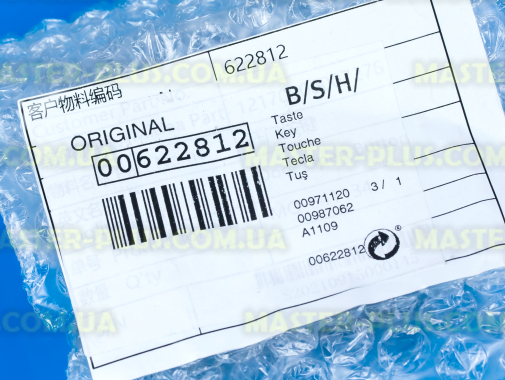 622812
客户物料编码
B/S/H/
ORIGINAL
00622812
Taste
Key
Touche
Tecla
Tuş
00971120 3 / 1
00987062
A1109
00622812
MASTER-PLUS.COM.UA